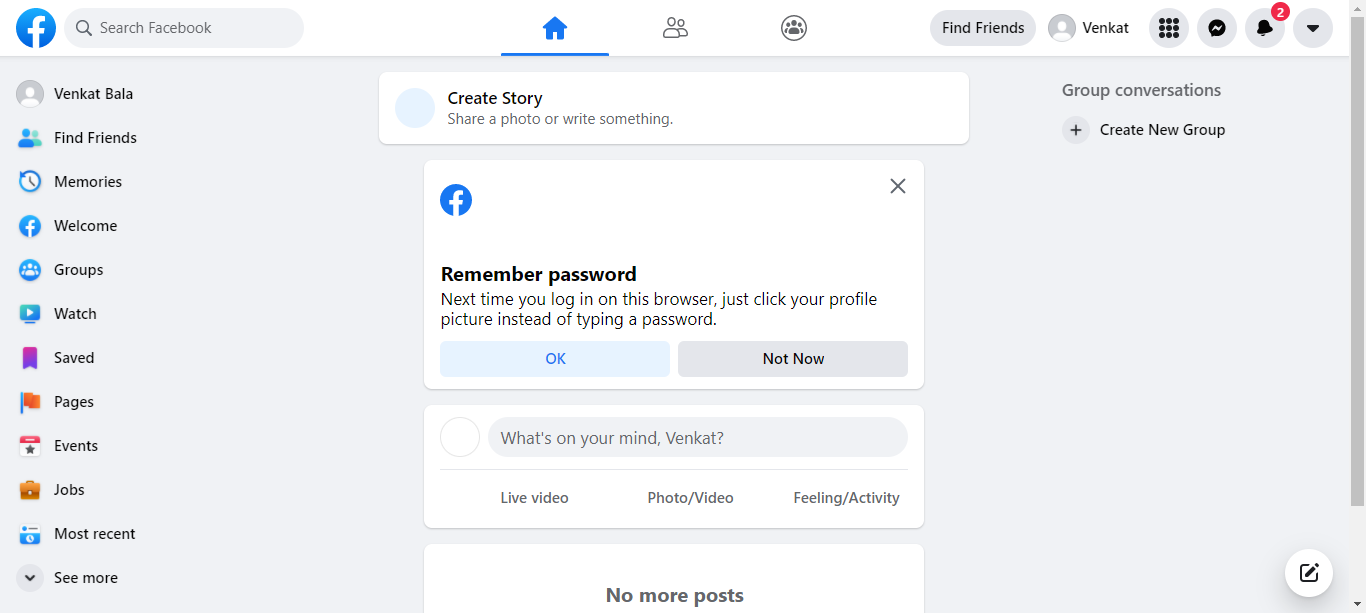 Search Facebook
Find Friends
Venkat
2
Venkat Bala
Find Friends
Memories
Welcome
Groups
Watch
Saved
Pages
Events
Jobs
Most recent
See more
Create Story
Share a photo or write something.
Remember password
Next time you log in on this browser, just click your profile
picture instead of typing a password.
OK
Not Now
What's on your mind, Venkat?
Live video
Photo/Video
Feeling/Activity
No more posts
Group conversations
Create New Group